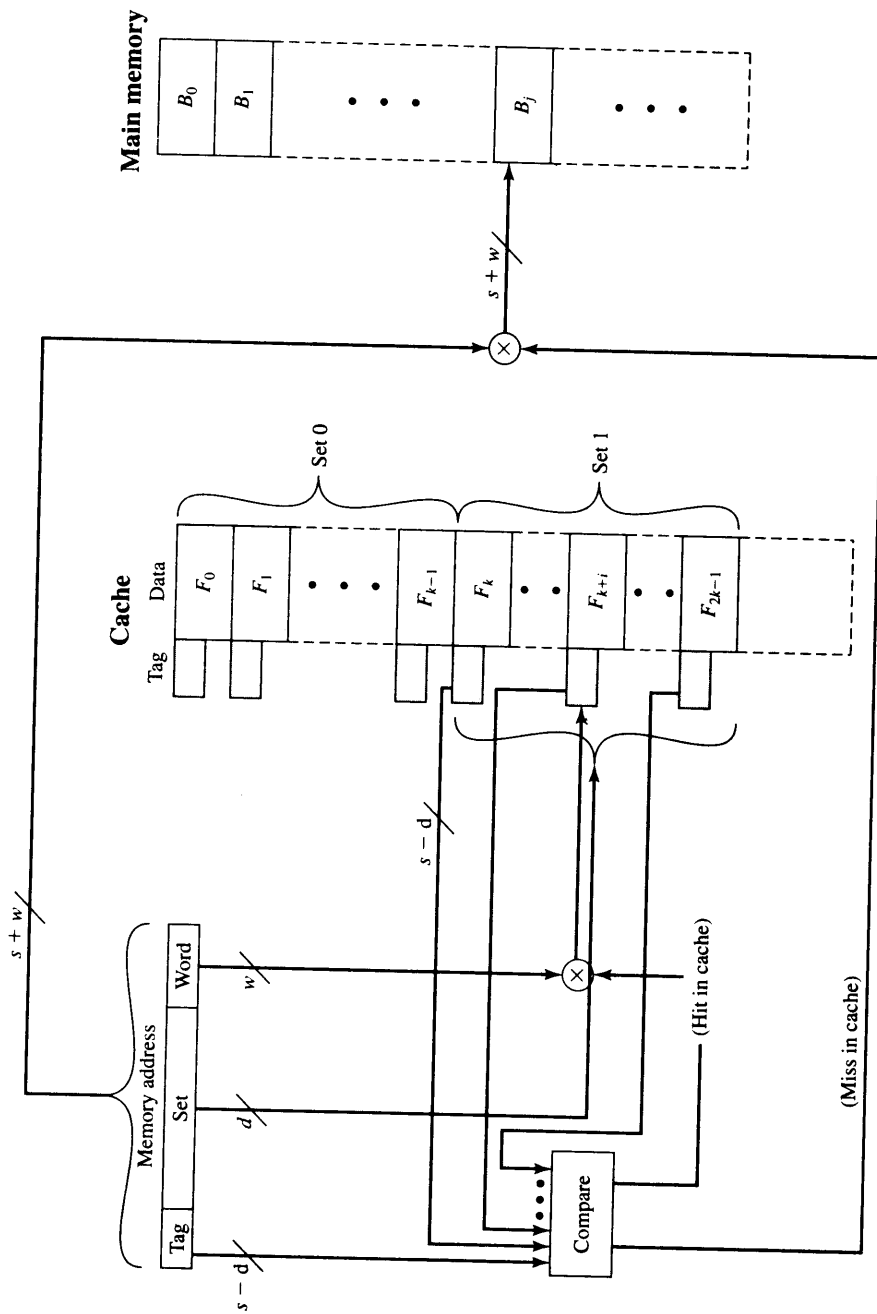 s + w
Memory address
Tag
Set
Word
s − d
d
w
s − d
Compare
(Hit in cache)
(Miss in cache)
Cache
Tag
Data
F0
F1
Fk−1
Fk
Fk+i
F2k−1
Set 0
Set 1
s + w
Main memory
B0
B1
Bj